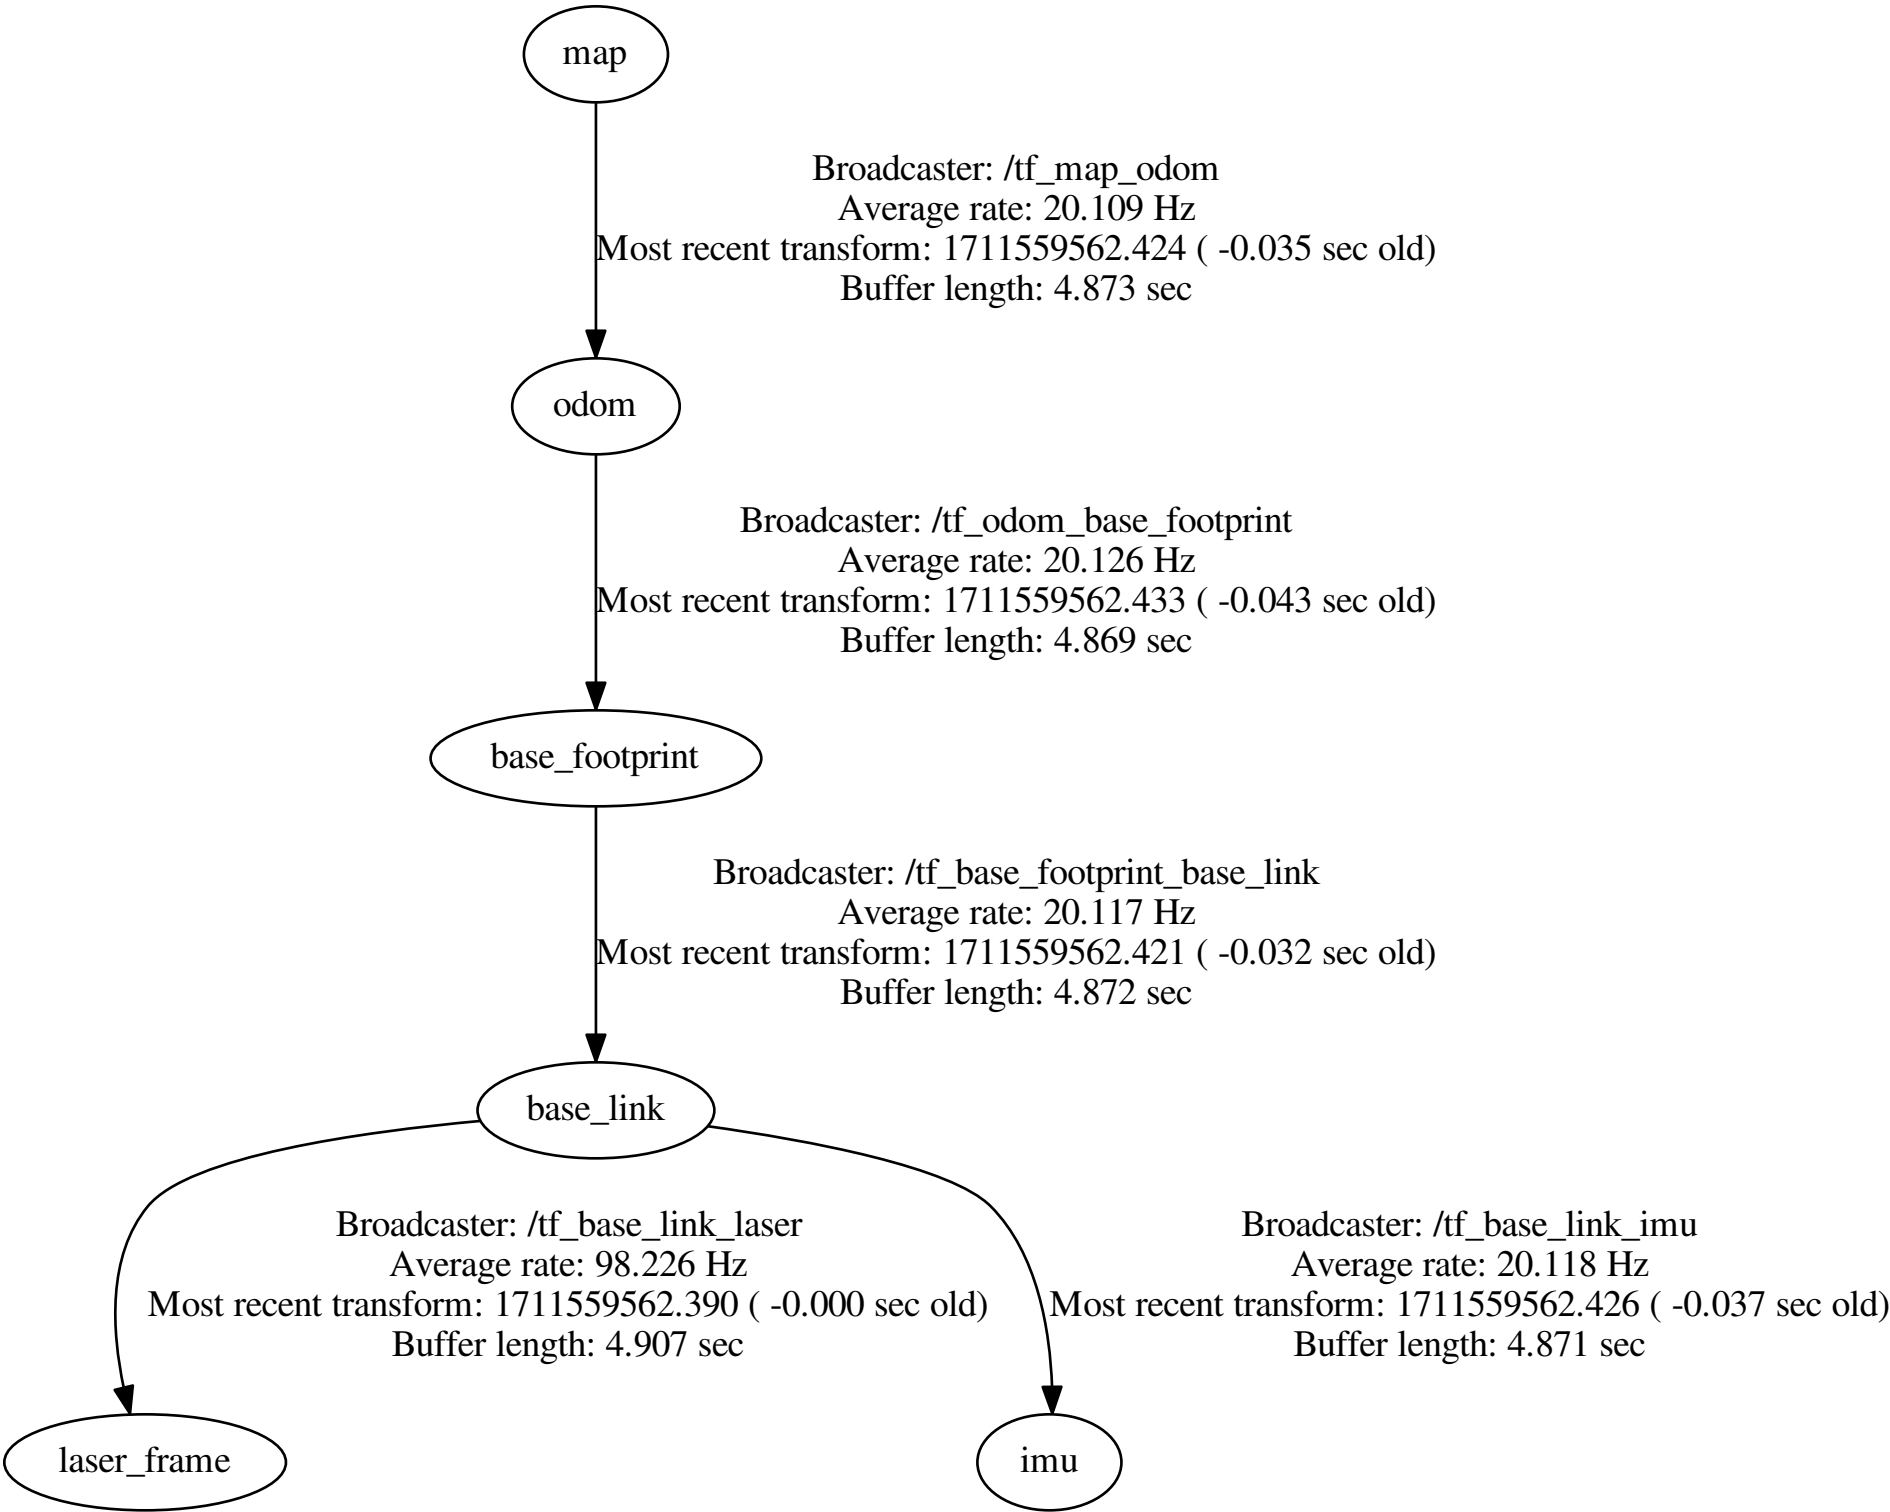 map
Broadcaster: /tf_map_odom
Average rate: 20.109 Hz
Most recent transform: 1711559562.424 ( -0.035 sec old)
Buffer length: 4.873 sec
odom
Broadcaster: /tf_odom_base_footprint
Average rate: 20.126 Hz
Most recent transform: 1711559562.433 ( -0.043 sec old)
Buffer length: 4.869 sec
base_footprint
Broadcaster: /tf_base_footprint_base_link
Average rate: 20.117 Hz
Most recent transform: 1711559562.421 ( -0.032 sec old)
Buffer length: 4.872 sec
base_link
Broadcaster: /tf_base_link_laser
Average rate: 98.226 Hz
Most recent transform: 1711559562.390 ( -0.000 sec old)
Buffer length: 4.907 sec
Broadcaster: /tf_base_link_imu
Average rate: 20.118 Hz
Most recent transform: 1711559562.426 ( -0.037 sec old)
Buffer length: 4.871 sec
laser_frame
imu